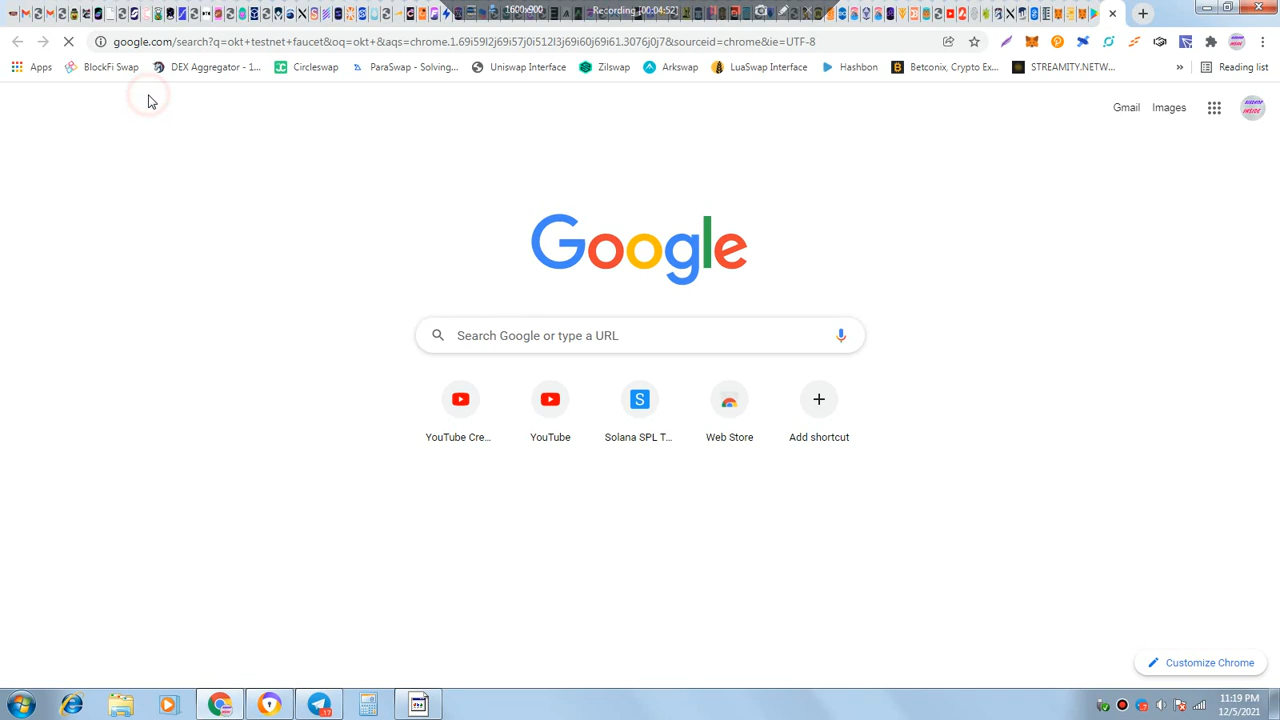 1600x900
Recording [00:04:52]
google.com/search?q=okt+testnet+faucet&oq=okt+&aqs=chrome.1.69i59l2j69i57j0i512l3j69i60j69i61.3076j0j7&sourceid=chrome&ie=UTF-8
Apps
BlockFi Swap
DEX Aggregator - 1...
Circleswap
ParaSwap - Solving...
Uniswap Interface
Zilswap
Arkswap
LuaSwap Interface
Hashbon
Betconix, Crypto Ex...
STREAMITY.NETW...
»
Reading list
Gmail
Images
Google
Search Google or type a URL
S
YouTube Cre...
YouTube
Solana SPL T...
Web Store
Add shortcut
Customize Chrome
11:19 PM
12/5/2021